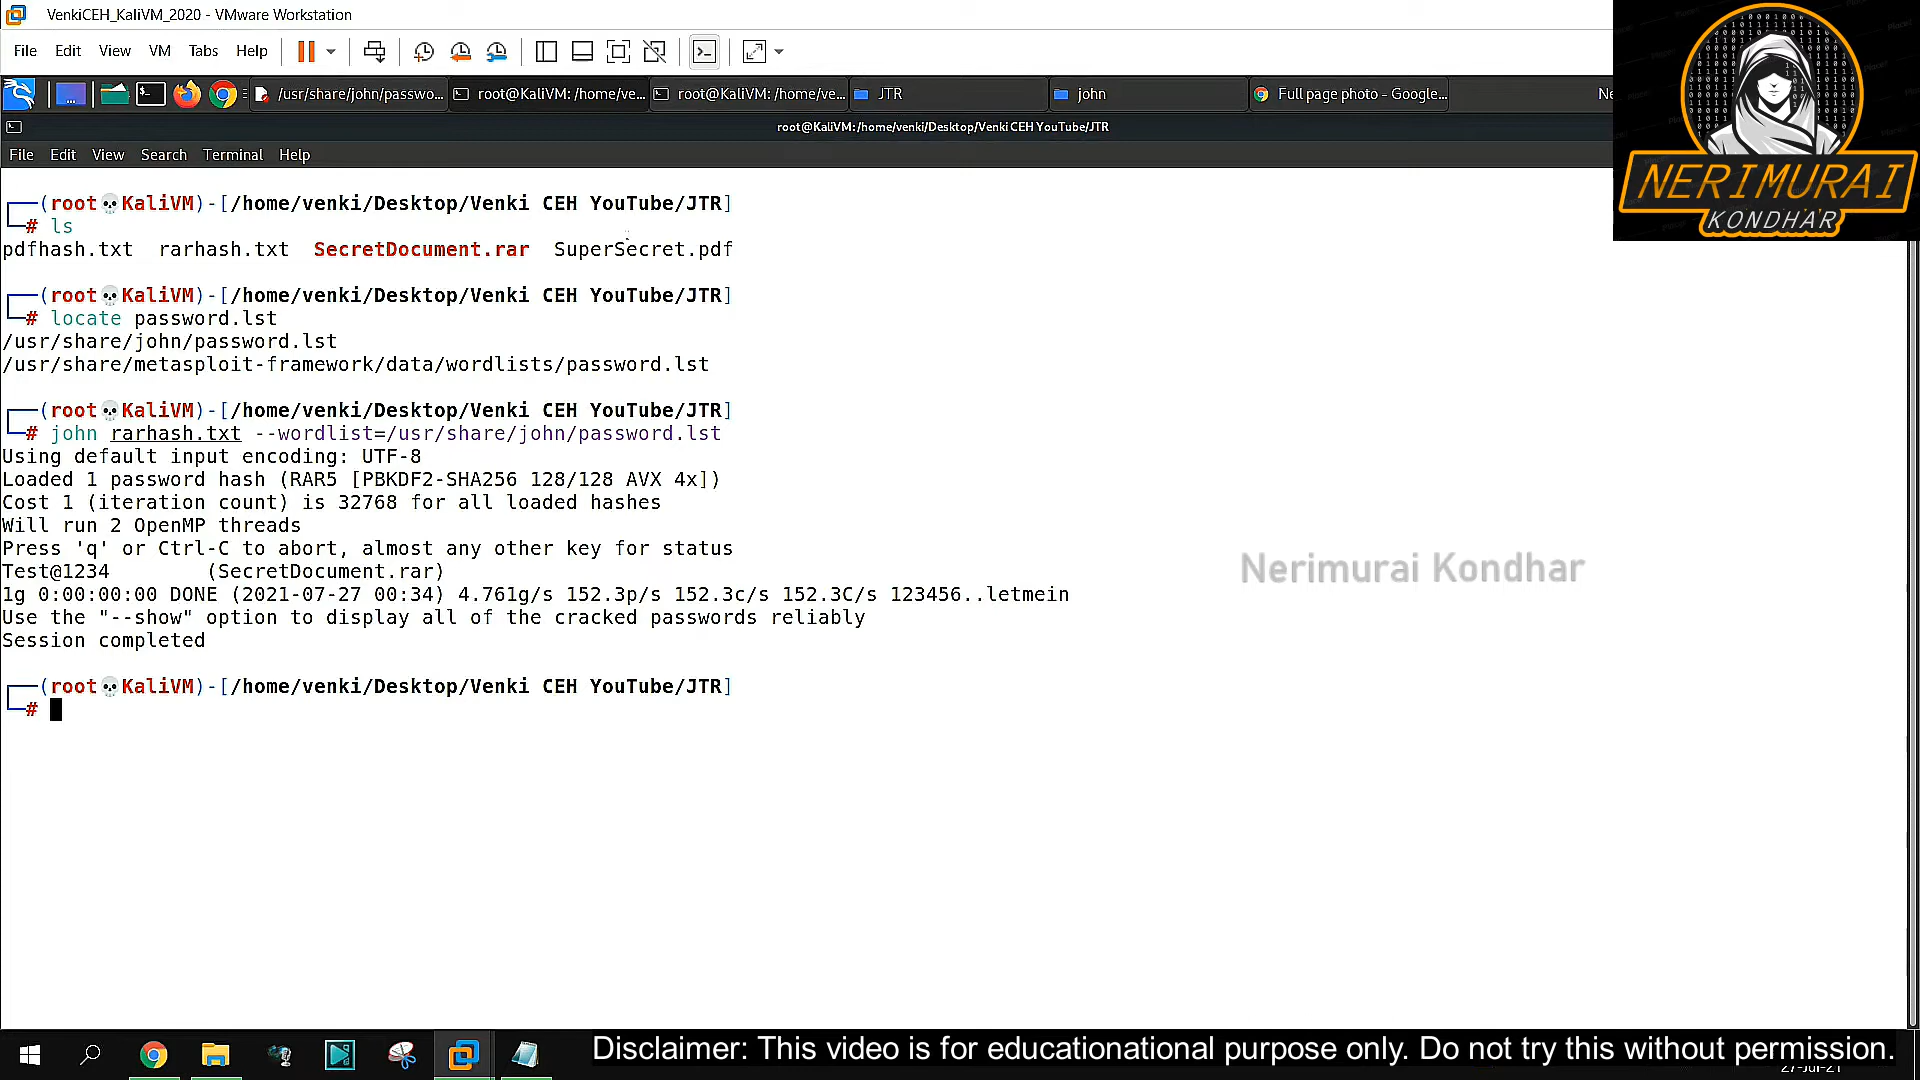 VenkiCEH_KaliVM_2020 - VMware Workstation
File Edit View VM Tabs Help
/usr/share/john/passwo... root@KaliVM: /home/ve... root@KaliVM: /home/ve... JTR john Full page photo - Google...
root@KaliVM:/home/venki/Desktop/Venki CEH YouTube/JTR
File Edit View Search Terminal Help
NERIMURAI
KONDHAR
(root💀KaliVM)-[/home/venki/Desktop/Venki CEH YouTube/JTR]
# ls
pdfhash.txt rarhash.txt SecretDocument.rar SuperSecret.pdf
(root💀KaliVM)-[/home/venki/Desktop/Venki CEH YouTube/JTR]
# locate password.lst
/usr/share/john/password.lst
/usr/share/metasploit-framework/data/wordlists/password.lst
(root💀KaliVM)-[/home/venki/Desktop/Venki CEH YouTube/JTR]
# john rarhash.txt --wordlist=/usr/share/john/password.lst
Using default input encoding: UTF-8
Loaded 1 password hash (RAR5 [PBKDF2-SHA256 128/128 AVX 4x])
Cost 1 (iteration count) is 32768 for all loaded hashes
Will run 2 OpenMP threads
Press 'q' or Ctrl-C to abort, almost any other key for status
Test@1234 (SecretDocument.rar)
1g 0:00:00:00 DONE (2021-07-27 00:34) 4.761g/s 152.3p/s 152.3c/s 152.3C/s 123456..letmein
Use the "--show" option to display all of the cracked passwords reliably
Session completed
(root💀KaliVM)-[/home/venki/Desktop/Venki CEH YouTube/JTR]
#
Nerimurai Kondhar
Disclaimer: This video is for educationational purpose only. Do not try this without permission.
27-Jul-21